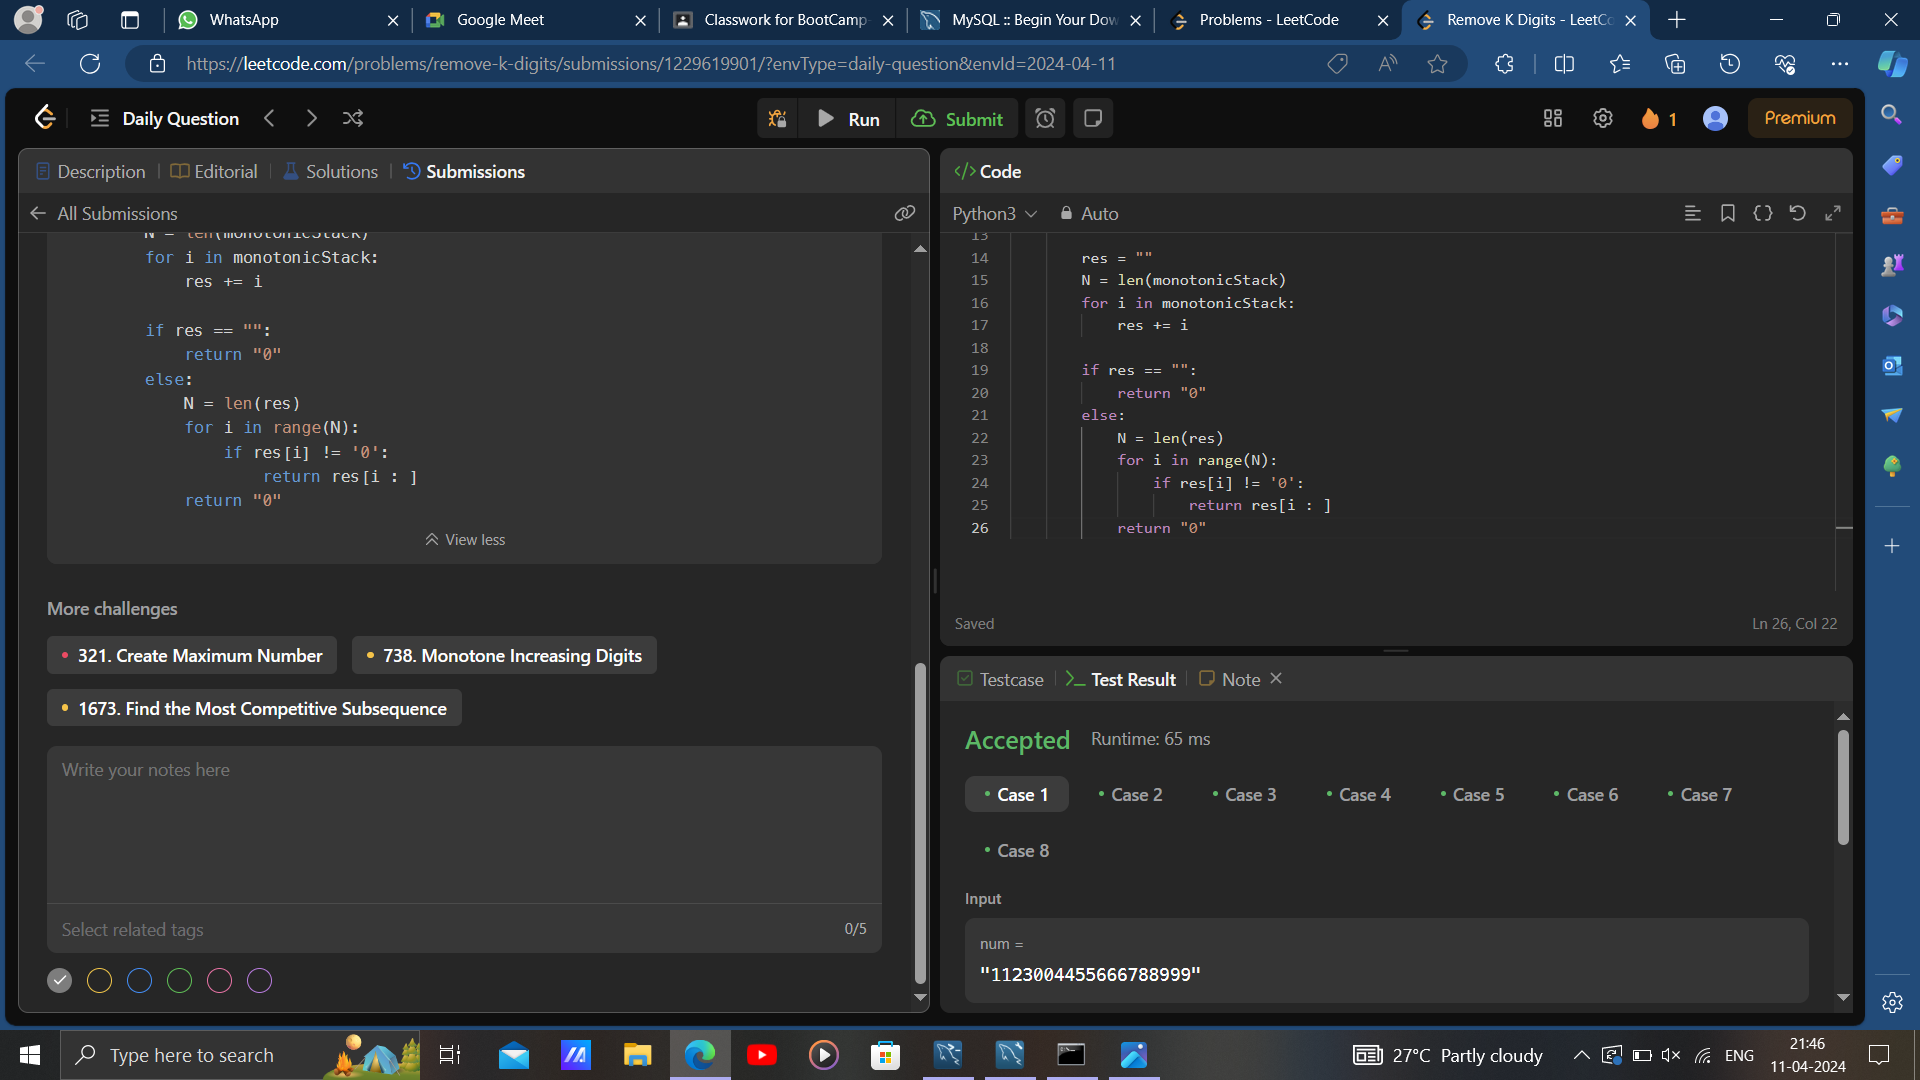 WhatsApp
Google Meet
Classwork for BootCamp-
MySQL :: Begin Your Dow
Problems - LeetCode
Remove K Digits - LeetCo
https://leetcode.com/problems/remove-k-digits/submissions/1229619901/?envType=daily-question&envId=2024-04-11
Daily Question
Run
Submit
1
Premium
Description
Editorial
Solutions
Submissions
All Submissions
N = len(monotonicStack)
for i in monotonicStack:
res += i
if res == "":
return "0"
else:
N = len(res)
for i in range(N):
if res[i] != '0':
return res[i : ]
return "0"
View less
More challenges
321. Create Maximum Number
738. Monotone Increasing Digits
1673. Find the Most Competitive Subsequence
Write your notes here
Select related tags
0/5
</> Code
Python3
Auto
13
14 res = ""
15 N = len(monotonicStack)
16 for i in monotonicStack:
17 res += i
18
19 if res == "":
20 return "0"
21 else:
22 N = len(res)
23 for i in range(N):
24 if res[i] != '0':
25 return res[i : ]
26 return "0"
Saved
Ln 26, Col 22
Testcase
Test Result
Note
Accepted
Runtime: 65 ms
Case 1
Case 2
Case 3
Case 4
Case 5
Case 6
Case 7
Case 8
Input
num =
"1123004455666788999"
Type here to search
27°C Partly cloudy
ENG
21:46
11-04-2024